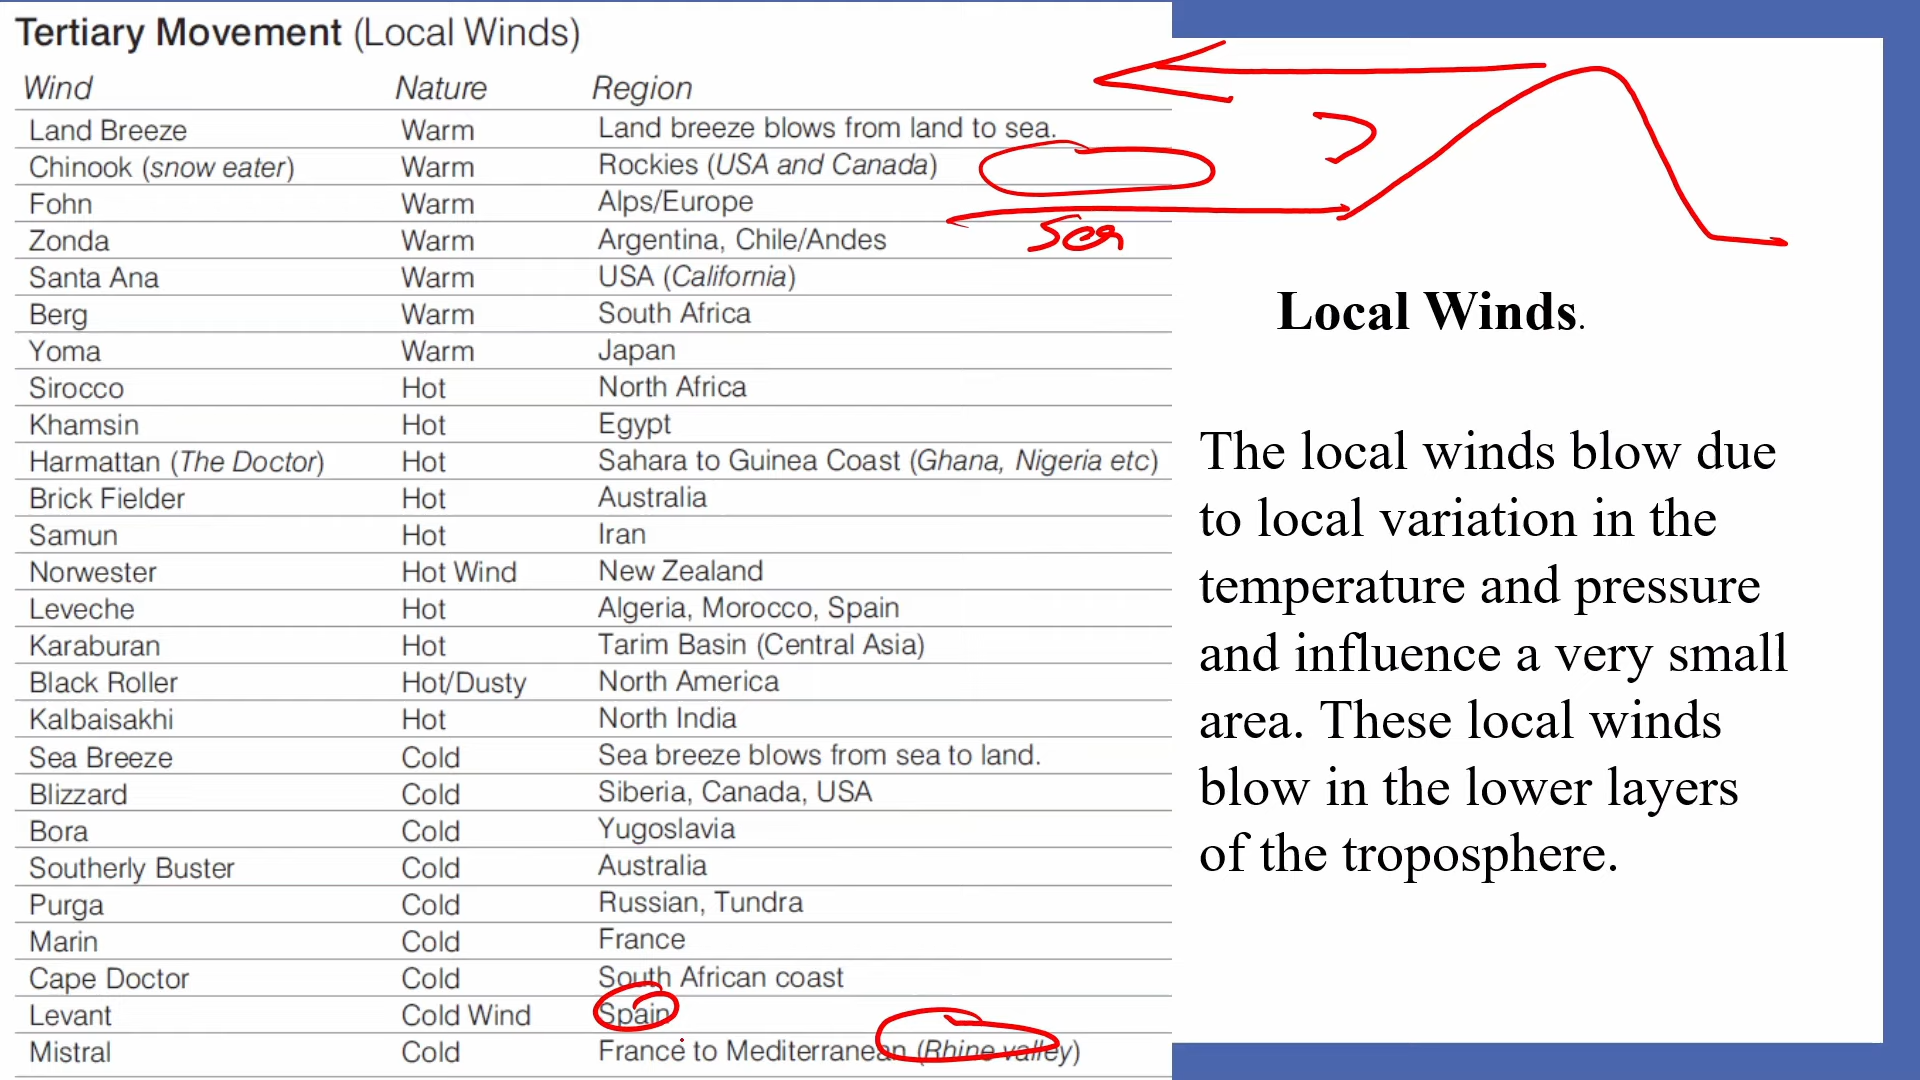 Tertiary Movement (Local Winds)
Wind Nature Region
Land Breeze Warm Land breeze blows from land to sea.
Chinook (snow eater) Warm Rockies (USA and Canada)
Fohn Warm Alps/Europe
Zonda Warm Argentina, Chile/Andes
Santa Ana Warm USA (California)
Berg Warm South Africa
Yoma Warm Japan
Sirocco Hot North Africa
Khamsin Hot Egypt
Harmattan (The Doctor) Hot Sahara to Guinea Coast (Ghana, Nigeria etc)
Brick Fielder Hot Australia
Samun Hot Iran
Norwester Hot Wind New Zealand
Leveche Hot Algeria, Morocco, Spain
Karaburan Hot Tarim Basin (Central Asia)
Black Roller Hot/Dusty North America
Kalbaisakhi Hot North India
Sea Breeze Cold Sea breeze blows from sea to land.
Blizzard Cold Siberia, Canada, USA
Bora Cold Yugoslavia
Southerly Buster Cold Australia
Purga Cold Russian, Tundra
Marin Cold France
Cape Doctor Cold South African coast
Levant Cold Wind Spain
Mistral Cold France to Mediterranean (Rhine valley)
Sea
Local Winds.
The local winds blow due
to local variation in the
temperature and pressure
and influence a very small
area. These local winds
blow in the lower layers
of the troposphere.